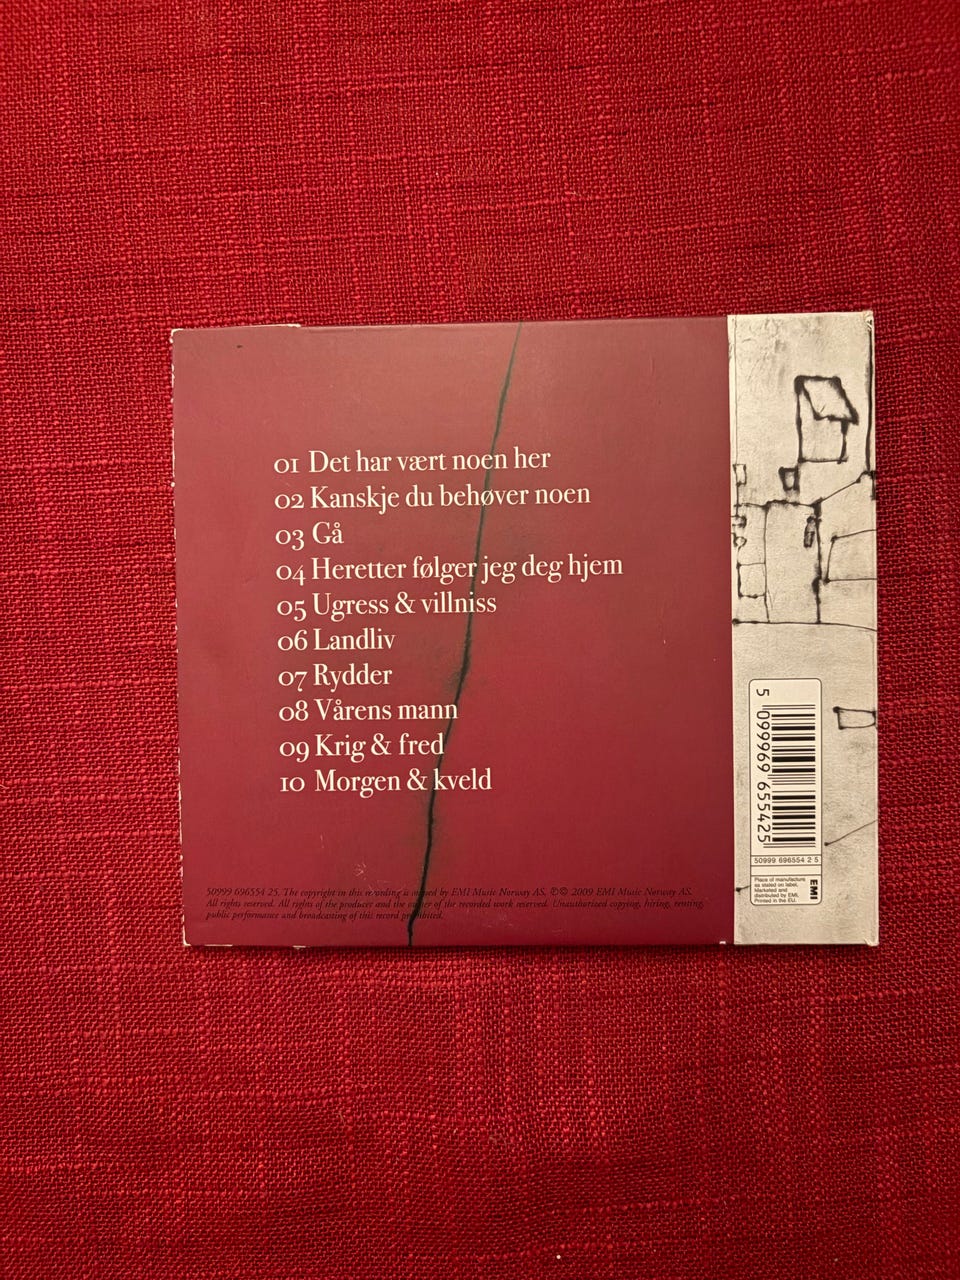 01 Det har vært noen her
02 Kanskje du behøver noen
03 Gå
04 Heretter følger jeg deg hjem
05 Ugress & villniss
06 Landliv
07 Rydder
08 Vårens mann
09 Krig & fred
10 Morgen & kveld
50999 696554 25. The copyright in this recording is owned by EMI Music Norway AS. ℗© 2009 EMI Music Norway AS.
All rights reserved. All rights of the producer and the owner of the recorded work reserved. Unauthorized copying, hiring, renting,
public performance and broadcasting of this record prohibited.
5 099969 655425
50999 696554 2 5
Place of manufacture
as stated on label.
Marketed and
distributed by EMI.
Printed in the EU.
EMI